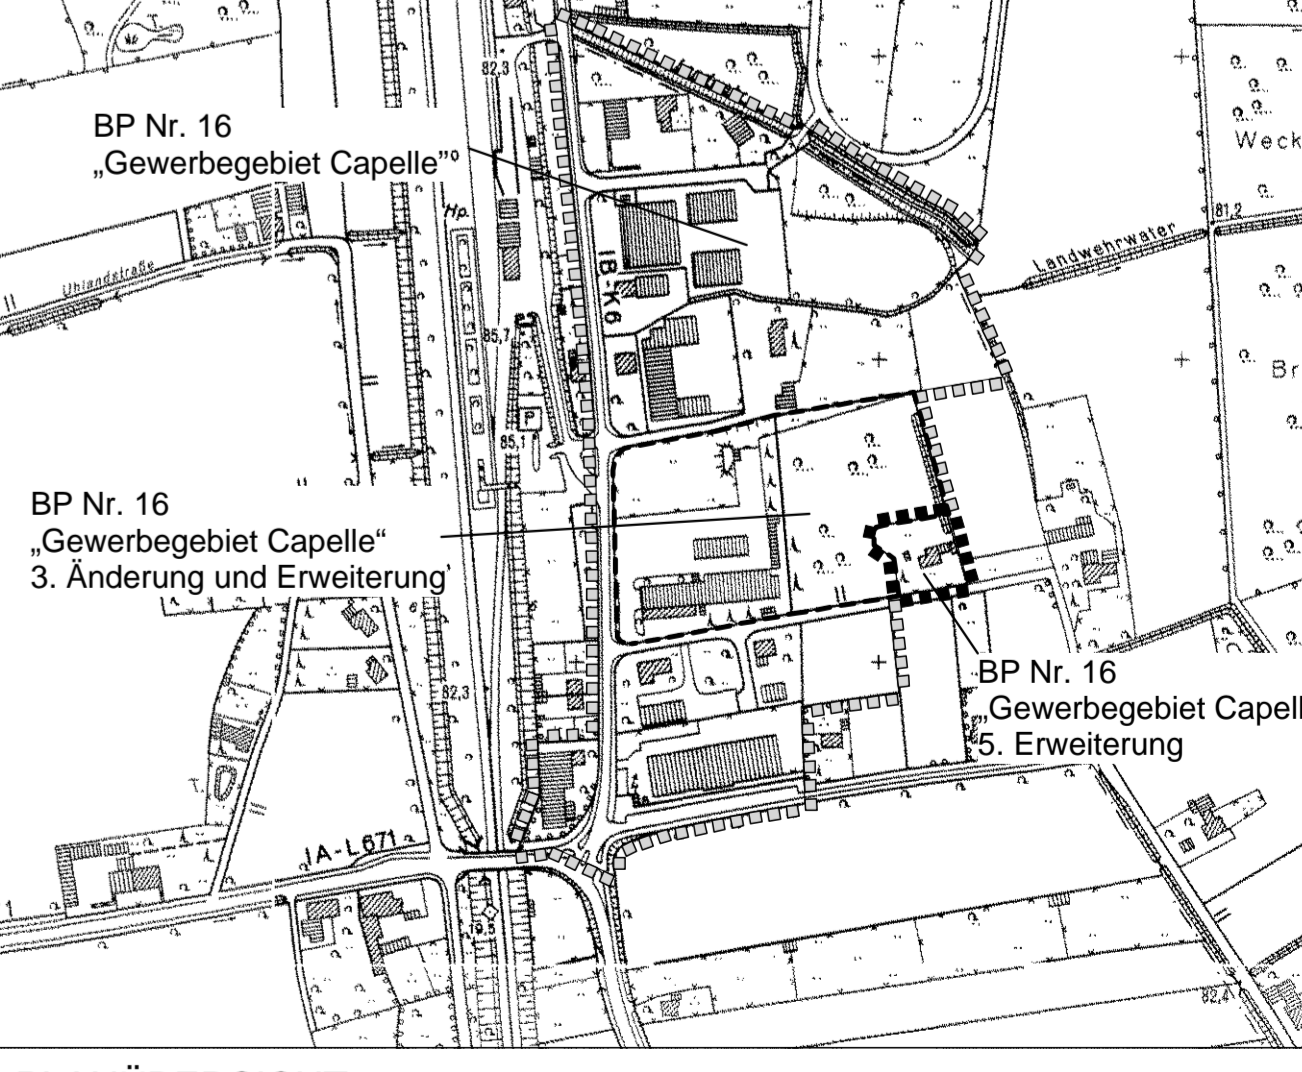 82,3
BP Nr. 16
„Gewerbegebiet Capelle”
Weck
Hp.
81,2
Landwehrwater
Uhlandstraße
IB-K6
85,7
Br
85,1
BP Nr. 16
„Gewerbegebiet Capelle“
3. Änderung und Erweiterung
BP Nr. 16
„Gewerbegebiet Capell
5. Erweiterung
82,3
T.
IA-L671
79,5
82,4